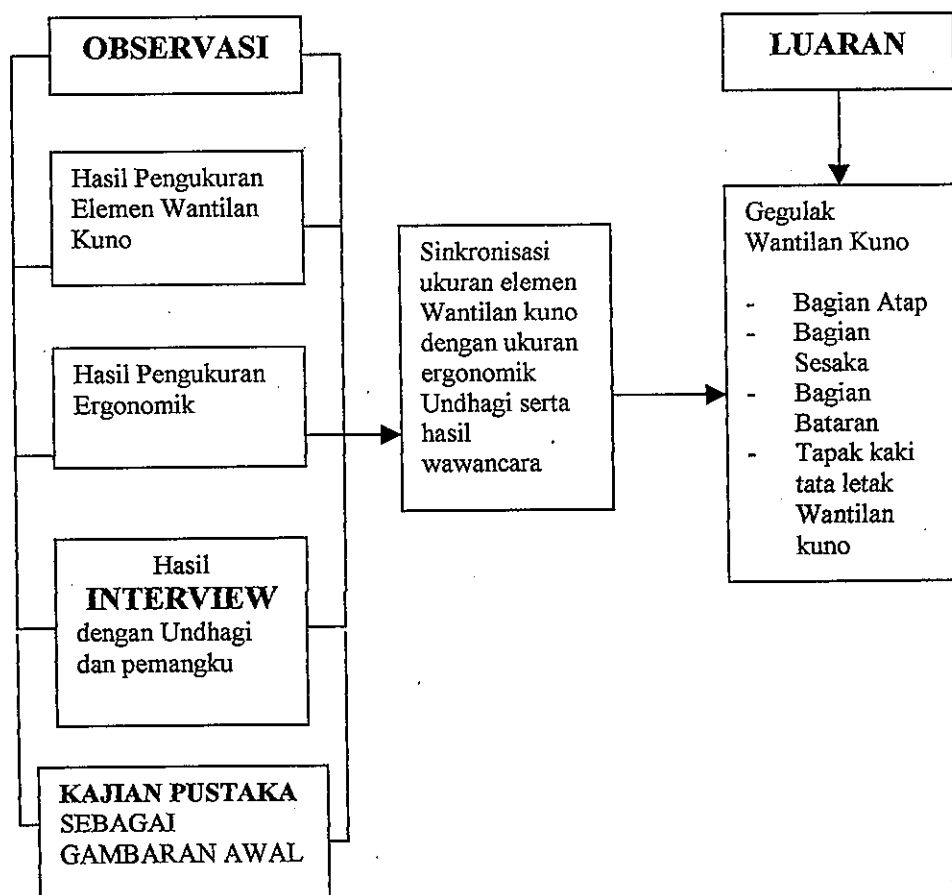 OBSERVASI
Hasil Pengukuran
Elemen Wantilan
Kuno
Hasil Pengukuran
Ergonomik
Hasil
INTERVIEW
dengan Undhagi
dan pemangku
KAJIAN PUSTAKA
SEBAGAI
GAMBARAN AWAL
Sinkronisasi
ukuran elemen
Wantilan kuno
dengan ukuran
ergonomik
Undhagi serta
hasil
wawancara
LUARAN
Gegulak
Wantilan Kuno
- Bagian Atap
- Bagian
Sesaka
- Bagian
Bataran
- Tapak kaki
tata letak
Wantilan
kuno